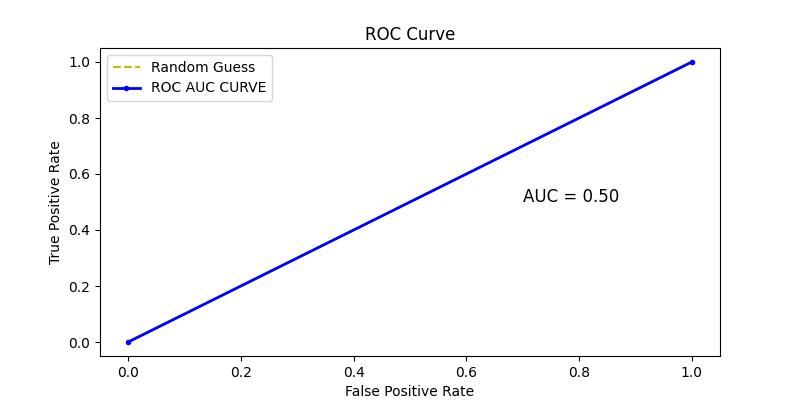 ROC Curve
Random Guess
ROC AUC CURVE
AUC = 0.50
True Positive Rate
1.0
0.8
0.6
0.4
0.2
0.0
0.0 0.2 0.4 0.6 0.8 1.0
False Positive Rate